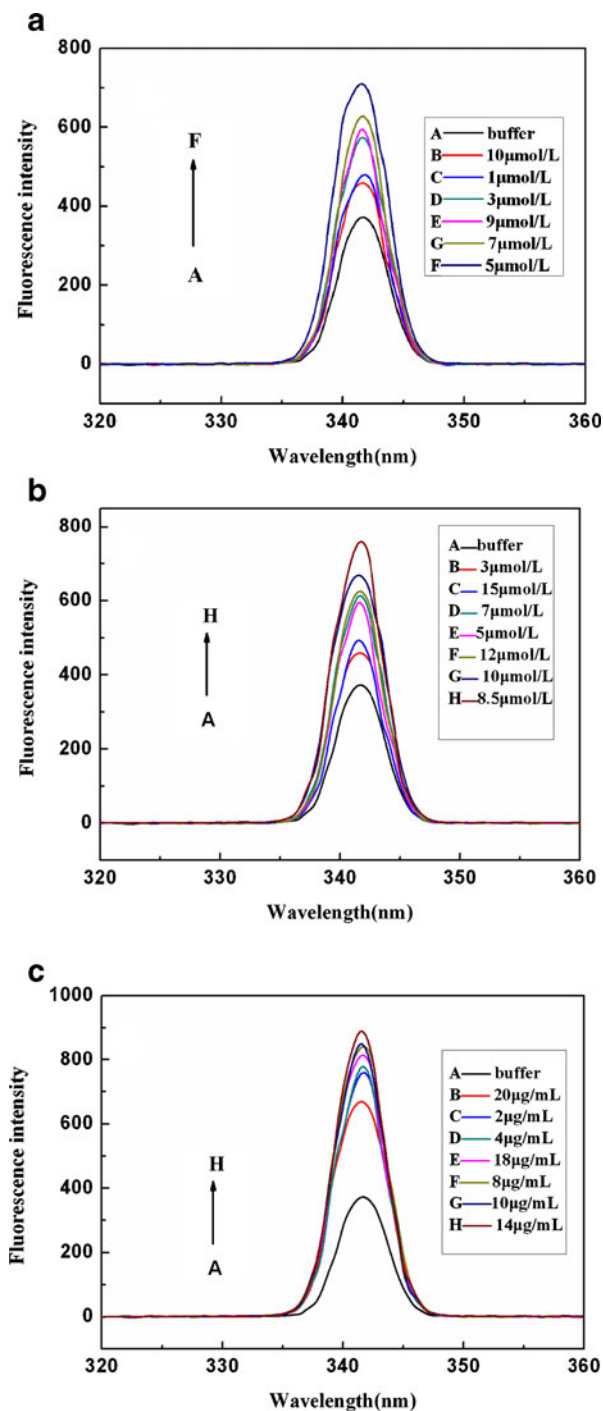 a
800
600
400
200
0
Fluorescence intensity
F
A
A buffer
B 10μmol/L
C 1μmol/L
D 3μmol/L
E 9μmol/L
G 7μmol/L
F 5μmol/L
320 330 340 350 360
Wavelength(nm)
b
800
600
400
200
0
Fluorescence intensity
H
A
A buffer
B 3μmol/L
C 15μmol/L
D 7μmol/L
E 5μmol/L
F 12μmol/L
G 10μmol/L
H 8.5μmol/L
320 330 340 350 360
Wavelength(nm)
c
1000
800
600
400
200
0
Fluorescence intensity
H
A
A buffer
B 20μg/mL
C 2μg/mL
D 4μg/mL
E 18μg/mL
F 8μg/mL
G 10μg/mL
H 14μg/mL
320 330 340 350 360
Wavelength(nm)